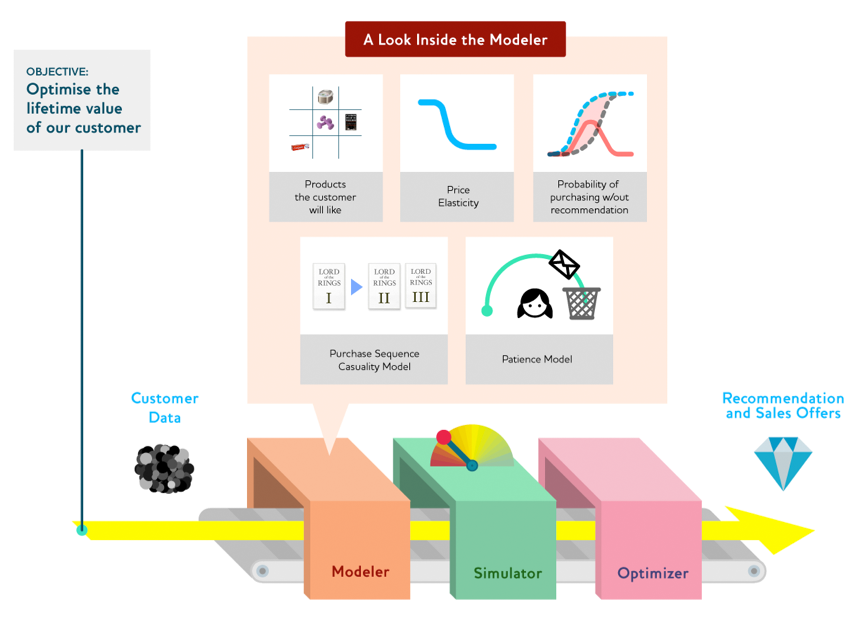 A Look Inside the Modeler
OBJECTIVE:
Optimise the
lifetime value
of our customer
Products
the customer
will like
Price
Elasticity
Probability of
purchasing w/out
recommendation
LORD
of the
RINGS
I
LORD
of the
RINGS
II
LORD
of the
RINGS
III
Purchase Sequence
Casuality Model
Patience Model
Customer
Data
Recommendation
and Sales Offers
Modeler
Simulator
Optimizer